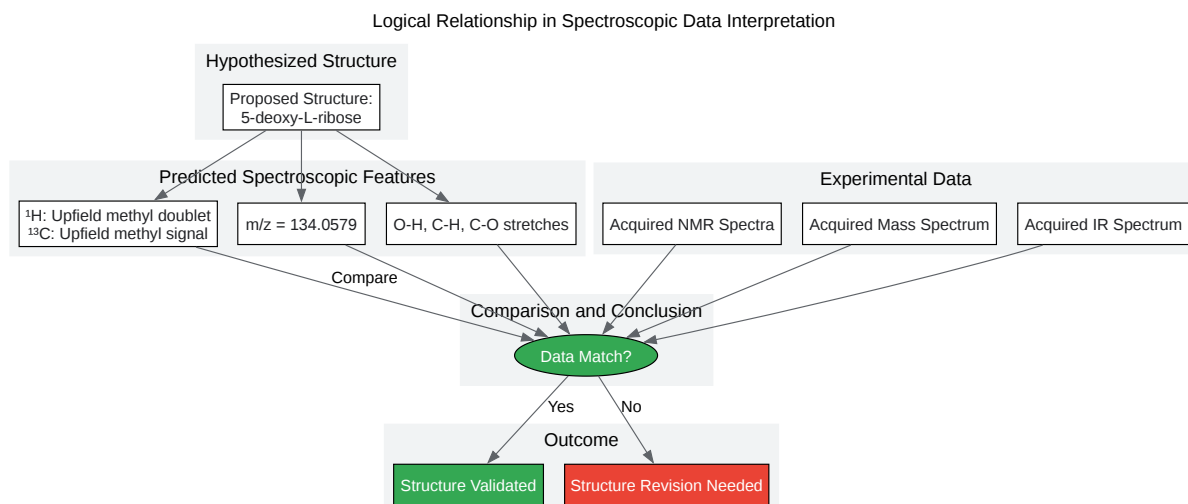 Logical Relationship in Spectroscopic Data Interpretation
Hypothesized Structure
Proposed Structure:
5-deoxy-L-ribose
Predicted Spectroscopic Features
¹H: Upfield methyl doublet
¹³C: Upfield methyl signal
m/z = 134.0579
O-H, C-H, C-O stretches
Experimental Data
Acquired NMR Spectra
Acquired Mass Spectrum
Acquired IR Spectrum
Compare
Comparison and Conclusion
Data Match?
Yes
No
Outcome
Structure Validated
Structure Revision Needed